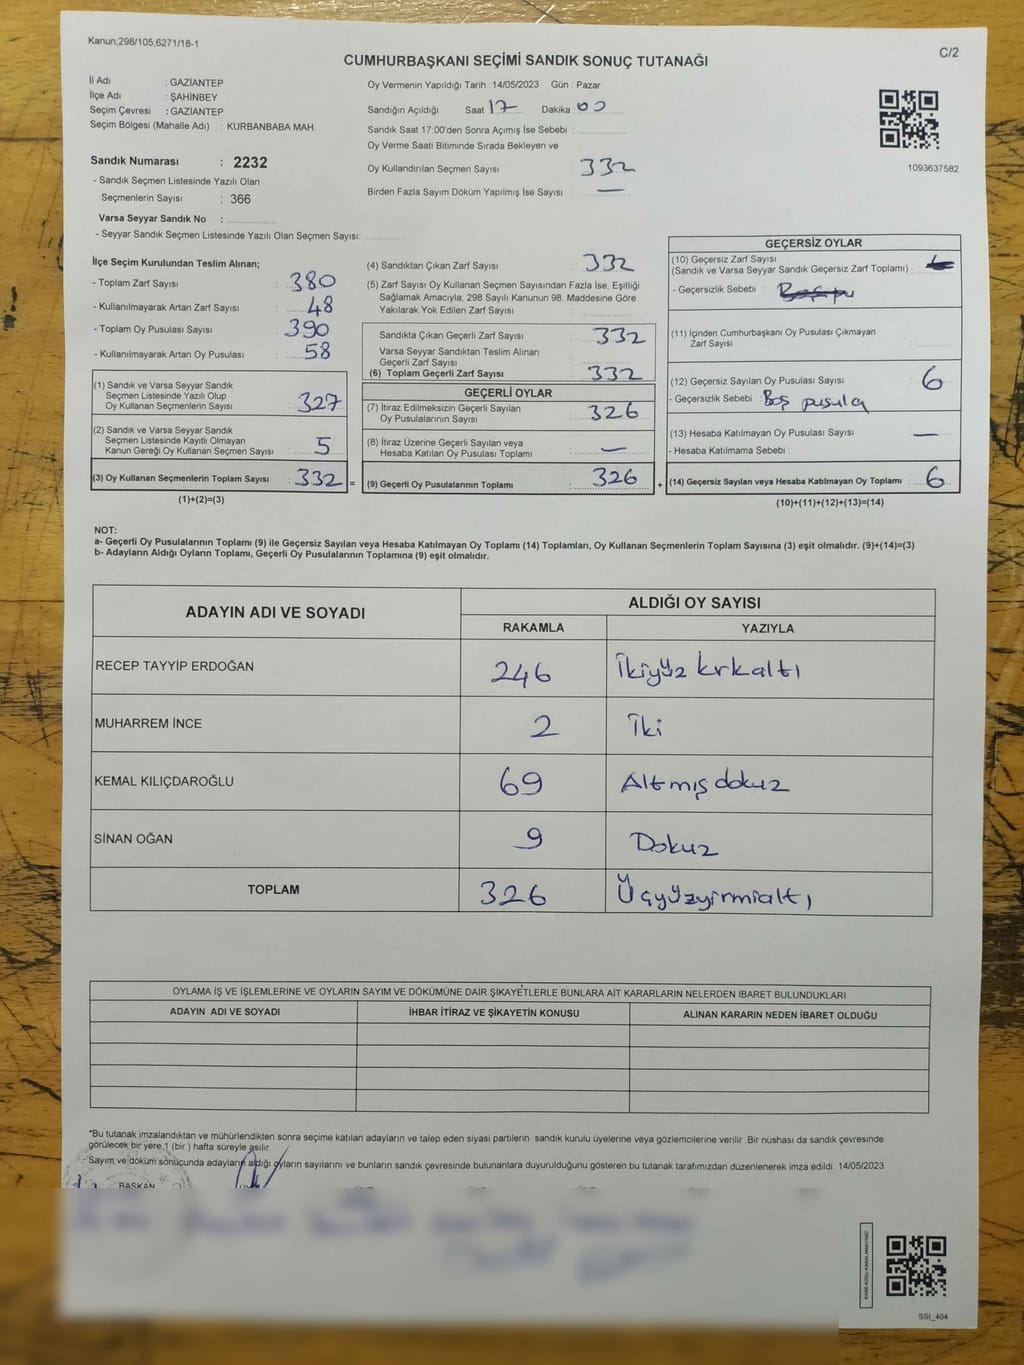 Kanun;298/105;6271/18-1
C/2
CUMHURBAŞKANI SEÇİMİ SANDIK SONUÇ TUTANAĞI
İl Adı : GAZİANTEP
İlçe Adı : ŞAHİNBEY
Seçim Çevresi : GAZİANTEP
Seçim Bölgesi (Mahalle Adı) : KURBANBABA MAH.
Sandık Numarası : 2232
- Sandık Seçmen Listesinde Yazılı Olan
Seçmenlerin Sayısı : 366
Varsa Seyyar Sandık No : ..............
- Seyyar Sandık Seçmen Listesinde Yazılı Olan Seçmen Sayısı: ............
Oy Vermenin Yapıldığı Tarih : 14/05/2023 Gün : Pazar
Sandığın Açıldığı Saat 17 Dakika 00
Sandık Saat 17:00'den Sonra Açımış İse Sebebi : ..............
Oy Verme Saati Bitiminde Sırada Bekleyen ve
Oy Kullandırılan Seçmen Sayısı : 332
Birden Fazla Sayım Döküm Yapılmış İse Sayısı : —
1093637582
İlçe Seçim Kurulundan Teslim Alınan;
- Toplam Zarf Sayısı : 380
- Kullanılmayarak Artan Zarf Sayısı : 48
- Toplam Oy Pusulası Sayısı : 390
- Kullanılmayarak Artan Oy Pusulası : 58
(1) Sandık ve Varsa Seyyar Sandık
Seçmen Listesinde Yazılı Olup
Oy Kullanan Seçmenlerin Sayısı : 327
(2) Sandık ve Varsa Seyyar Sandık
Seçmen Listesinde Kayıtlı Olmayan
Kanun Gereği Oy Kullanan Seçmen Sayısı : 5
(3) Oy Kullanan Seçmenlerin Toplam Sayısı : 332 =
(1)+(2)=(3)
(4) Sandıktan Çıkan Zarf Sayısı : 332
(5) Zarf Sayısı Oy Kullanan Seçmen Sayısından Fazla İse, Eşitliği
Sağlamak Amacıyla; 298 Sayılı Kanunun 98. Maddesine Göre
Yakılarak Yok Edilen Zarf Sayısı : ..............
Sandıkta Çıkan Geçerli Zarf Sayısı : 332
Varsa Seyyar Sandıktan Teslim Alınan
Geçerli Zarf Sayısı
(6) Toplam Geçerli Zarf Sayısı : 332
GEÇERLİ OYLAR
(7) İtiraz Edilmeksizin Geçerli Sayılan
Oy Pusulalarının Sayısı : 326
(8) İtiraz Üzerine Geçerli Sayılan veya
Hesaba Katılan Oy Pusulası Toplamı : —
(9) Geçerli Oy Pusulalarının Toplamı : 326 +
GEÇERSİZ OYLAR
(10) Geçersiz Zarf Sayısı
(Sandık ve Varsa Seyyar Sandık Geçersiz Zarf Toplamı) :
- Geçersizlik Sebebi :
(11) İçinden Cumhurbaşkanı Oy Pusulası Çıkmayan
Zarf Sayısı : ..............
(12) Geçersiz Sayılan Oy Pusulası Sayısı : 6
- Geçersizlik Sebebi : Boş pusula
(13) Hesaba Katılmayan Oy Pusulası Sayısı : —
- Hesaba Katılmama Sebebi :
(14) Geçersiz Sayılan veya Hesaba Katılmayan Oy Toplamı : 6
(10)+(11)+(12)+(13)=(14)
NOT:
a- Geçerli Oy Pusulalarının Toplamı (9) ile Geçersiz Sayılan veya Hesaba Katılmayan Oy Toplamı (14) Toplamları, Oy Kullanan Seçmenlerin Toplam Sayısına (3) eşit olmalıdır. (9)+(14)=(3)
b- Adayların Aldığı Oyların Toplamı, Geçerli Oy Pusulalarının Toplamına (9) eşit olmalıdır.
ADAYIN ADI VE SOYADI
ALDIĞI OY SAYISI
RAKAMLA YAZIYLA
RECEP TAYYİP ERDOĞAN 246 İkiyüz kırkaltı
MUHARREM İNCE 2 İki
KEMAL KILIÇDAROĞLU 69 Altmış dokuz
SİNAN OĞAN 9 Dokuz
TOPLAM 326 Üçyüzyirmialtı
OYLAMA İŞ VE İŞLEMLERİNE VE OYLARIN SAYIM VE DÖKÜMÜNE DAİR ŞİKAYETLERLE BUNLARA AİT KARARLARIN NELERDEN İBARET BULUNDUKLARI
ADAYIN ADI VE SOYADI İHBAR İTİRAZ VE ŞİKAYETİN KONUSU ALINAN KARARIN NEDEN İBARET OLDUĞU
*Bu tutanak imzalandıktan ve mühürlendikten sonra seçime katılan adayların ve talep eden siyasi partilerin sandık kurulu üyelerine veya gözlemcilerine verilir. Bir nüshası da sandık çevresinde
görülecek bir yere 1 (bir ) hafta süreyle asılır.
Sayım ve döküm sonucunda adayların aldığı oyların sayılarını ve bunların sandık çevresinde bulunanlara duyurulduğunu gösteren bu tutanak tarafımızdan düzenlenerek imza edildi. 14/05/2023
BAŞKAN
KARE KODU KARALAMAYINIZ!
SSI_404